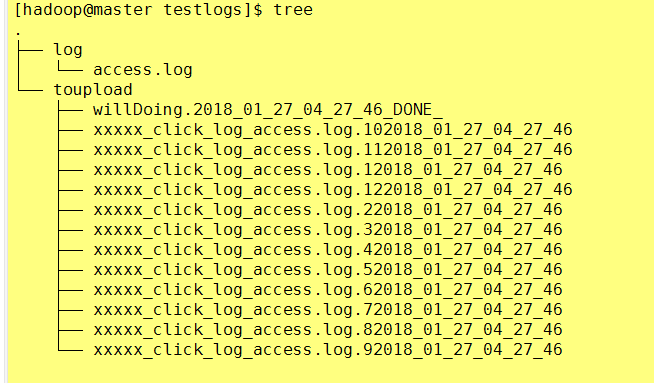 [hadoop@master testlogs]$ tree
.
├── log
│   └── access.log
└── toupload
    ├── willDoing.2018_01_27_04_27_46_DONE_
    ├── xxxxx_click_log_access.log.102018_01_27_04_27_46
    ├── xxxxx_click_log_access.log.112018_01_27_04_27_46
    ├── xxxxx_click_log_access.log.12018_01_27_04_27_46
    ├── xxxxx_click_log_access.log.122018_01_27_04_27_46
    ├── xxxxx_click_log_access.log.22018_01_27_04_27_46
    ├── xxxxx_click_log_access.log.32018_01_27_04_27_46
    ├── xxxxx_click_log_access.log.42018_01_27_04_27_46
    ├── xxxxx_click_log_access.log.52018_01_27_04_27_46
    ├── xxxxx_click_log_access.log.62018_01_27_04_27_46
    ├── xxxxx_click_log_access.log.72018_01_27_04_27_46
    ├── xxxxx_click_log_access.log.82018_01_27_04_27_46
    └── xxxxx_click_log_access.log.92018_01_27_04_27_46